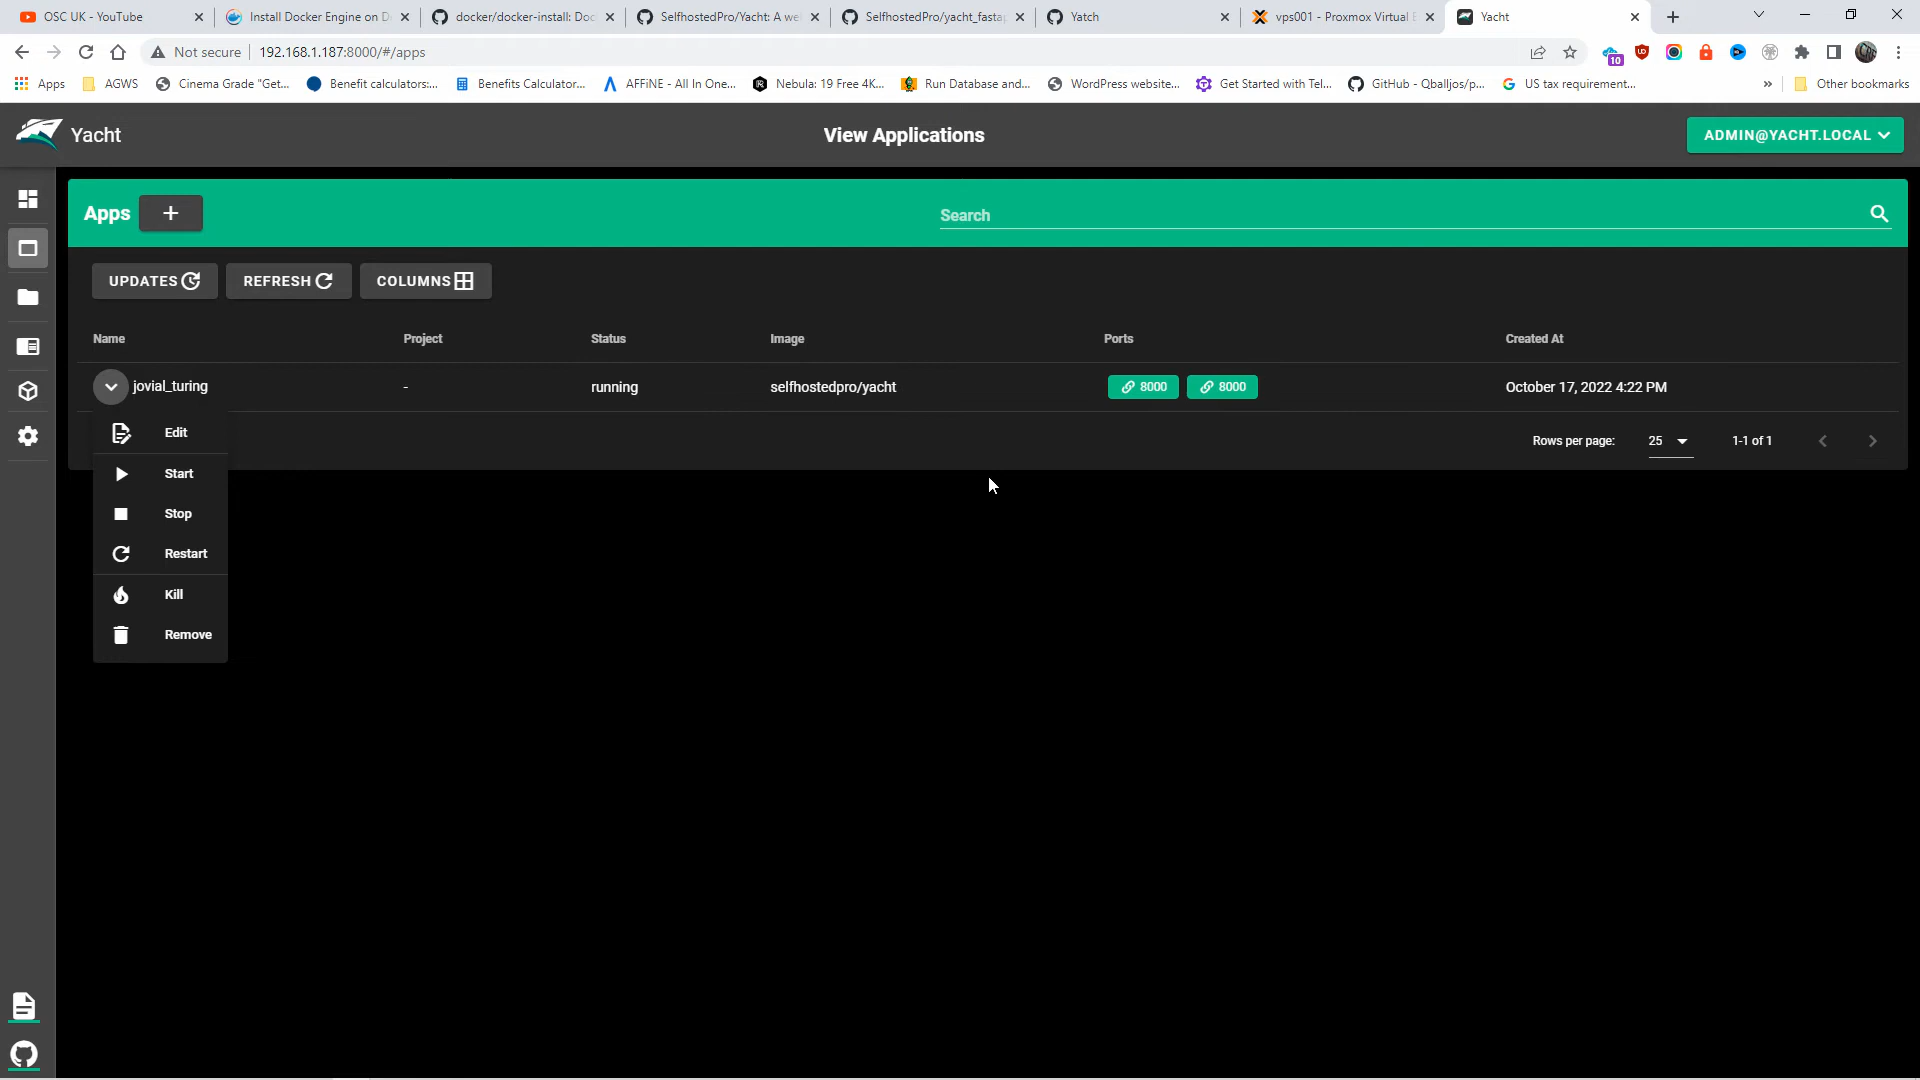 OSC UK - YouTube
Install Docker Engine on D
docker/docker-install: Doc
SelfhostedPro/Yacht: A we
SelfhostedPro/yacht_fasta
Yatch
vps001 - Proxmox Virtual E
Yacht
Not secure
192.168.1.187:8000/#/apps
10
Apps
AGWS
Cinema Grade "Get...
Benefit calculators:...
Benefits Calculator...
AFFiNE - All In One...
Nebula: 19 Free 4K...
Run Database and...
WordPress website...
Get Started with Tel...
GitHub - Qballjos/p...
US tax requirement...
»
Other bookmarks
Yacht
View Applications
ADMIN@YACHT.LOCAL
Apps
+
Search
UPDATES
REFRESH
COLUMNS
Name
Project
Status
Image
Ports
Created At
jovial_turing
-
running
selfhostedpro/yacht
8000
8000
October 17, 2022 4:22 PM
Rows per page:
25
1-1 of 1
Edit
Start
Stop
Restart
Kill
Remove